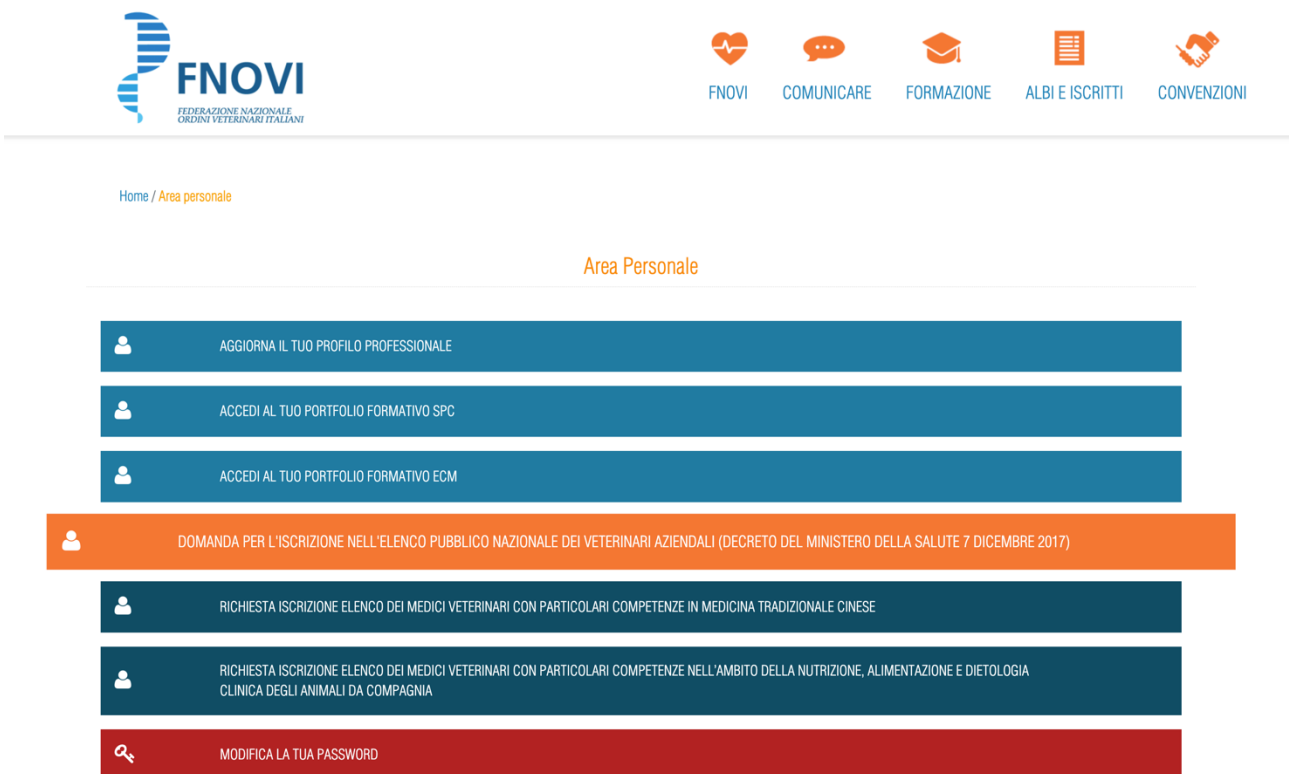 FNOVI
FEDERAZIONE NAZIONALE
ORDINI VETERINARI ITALIANI
FNOVI
COMUNICARE
FORMAZIONE
ALBI E ISCRITTI
CONVENZIONI
Home / Area personale
Area Personale
AGGIORNA IL TUO PROFILO PROFESSIONALE
ACCEDI AL TUO PORTFOLIO FORMATIVO SPC
ACCEDI AL TUO PORTFOLIO FORMATIVO ECM
DOMANDA PER L'ISCRIZIONE NELL'ELENCO PUBBLICO NAZIONALE DEI VETERINARI AZIENDALI (DECRETO DEL MINISTERO DELLA SALUTE 7 DICEMBRE 2017)
RICHIESTA ISCRIZIONE ELENCO DEI MEDICI VETERINARI CON PARTICOLARI COMPETENZE IN MEDICINA TRADIZIONALE CINESE
RICHIESTA ISCRIZIONE ELENCO DEI MEDICI VETERINARI CON PARTICOLARI COMPETENZE NELL'AMBITO DELLA NUTRIZIONE, ALIMENTAZIONE E DIETOLOGIA
CLINICA DEGLI ANIMALI DA COMPAGNIA
MODIFICA LA TUA PASSWORD